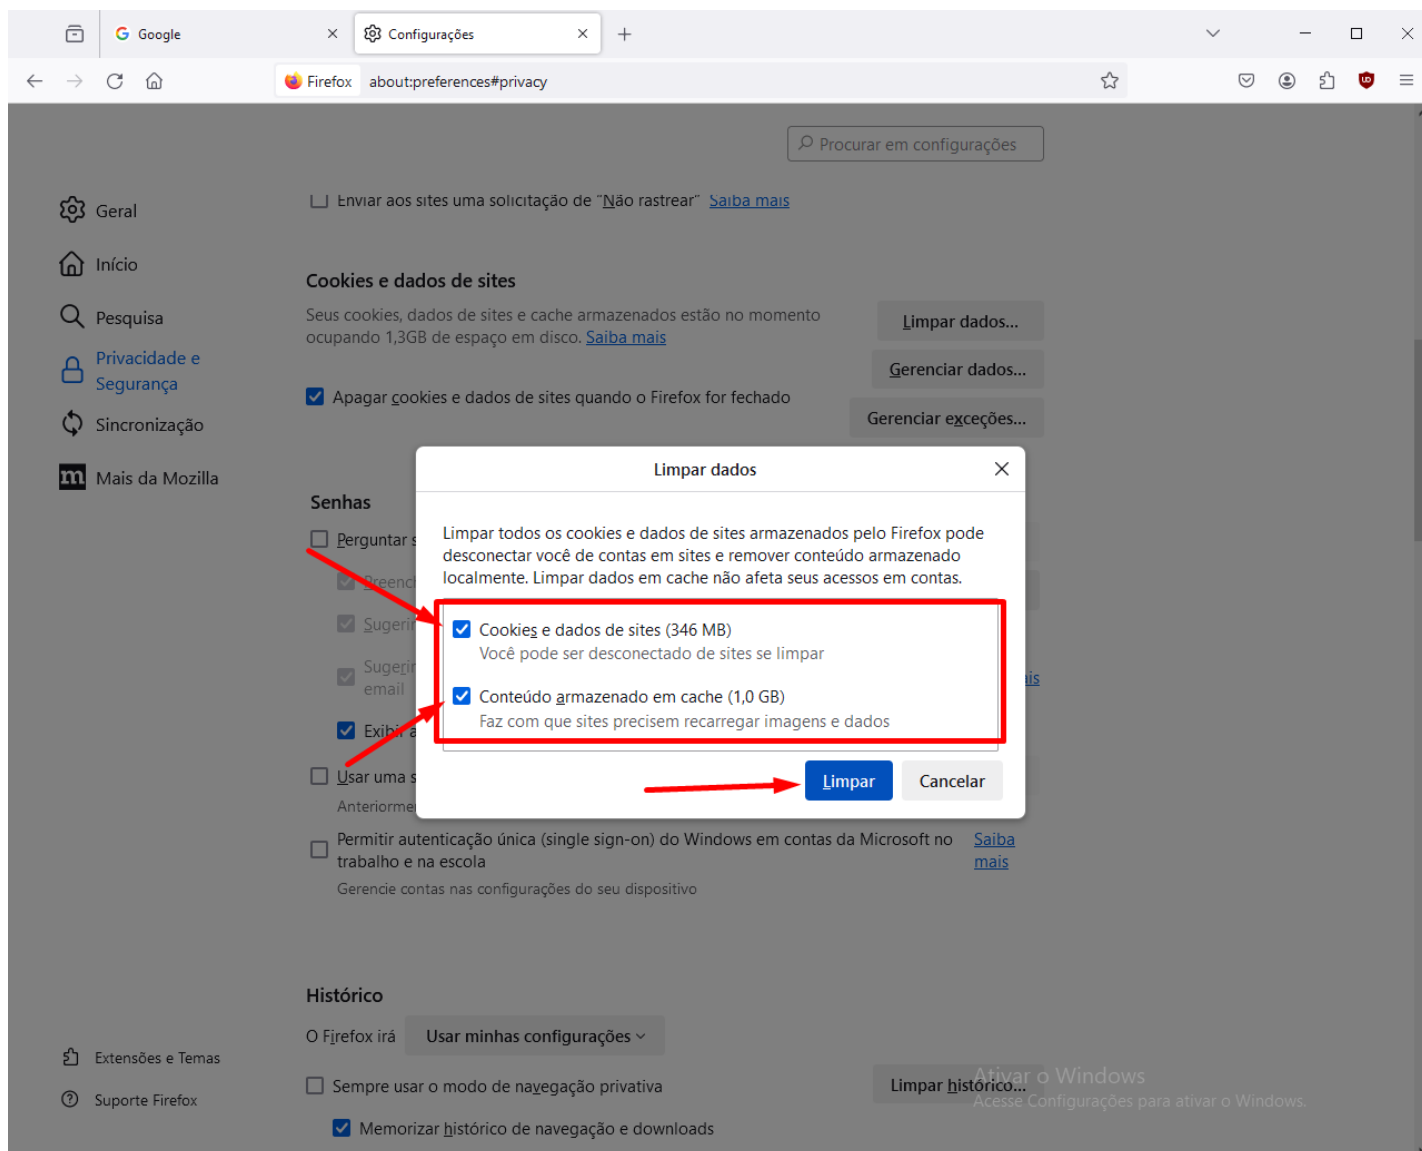 Google
Configurações
Firefox about:preferences#privacy
Procurar em configurações
Geral
Início
Pesquisa
Privacidade e
Segurança
Sincronização
Mais da Mozilla
Extensões e Temas
Suporte Firefox
Enviar aos sites uma solicitação de "Não rastrear" Saiba mais
Cookies e dados de sites
Seus cookies, dados de sites e cache armazenados estão no momento
ocupando 1,3GB de espaço em disco. Saiba mais
Limpar dados...
Gerenciar dados...
Apagar cookies e dados de sites quando o Firefox for fechado
Gerenciar exceções...
Senhas
Perguntar s
Preenc
Sugerir
Sugerir
email
ais
Exibir a
Usar uma s
Anteriorme
Limpar dados
Limpar todos os cookies e dados de sites armazenados pelo Firefox pode
desconectar você de contas em sites e remover conteúdo armazenado
localmente. Limpar dados em cache não afeta seus acessos em contas.
Cookies e dados de sites (346 MB)
Você pode ser desconectado de sites se limpar
Conteúdo armazenado em cache (1,0 GB)
Faz com que sites precisem recarregar imagens e dados
Limpar
Cancelar
Permitir autenticação única (single sign-on) do Windows em contas da Microsoft no
trabalho e na escola
Saiba
mais
Gerencie contas nas configurações do seu dispositivo
Histórico
O Firefox irá Usar minhas configurações
Sempre usar o modo de navegação privativa
Limpar histórico...
Memorizar histórico de navegação e downloads
Ativar o Windows
Acesse Configurações para ativar o Windows.